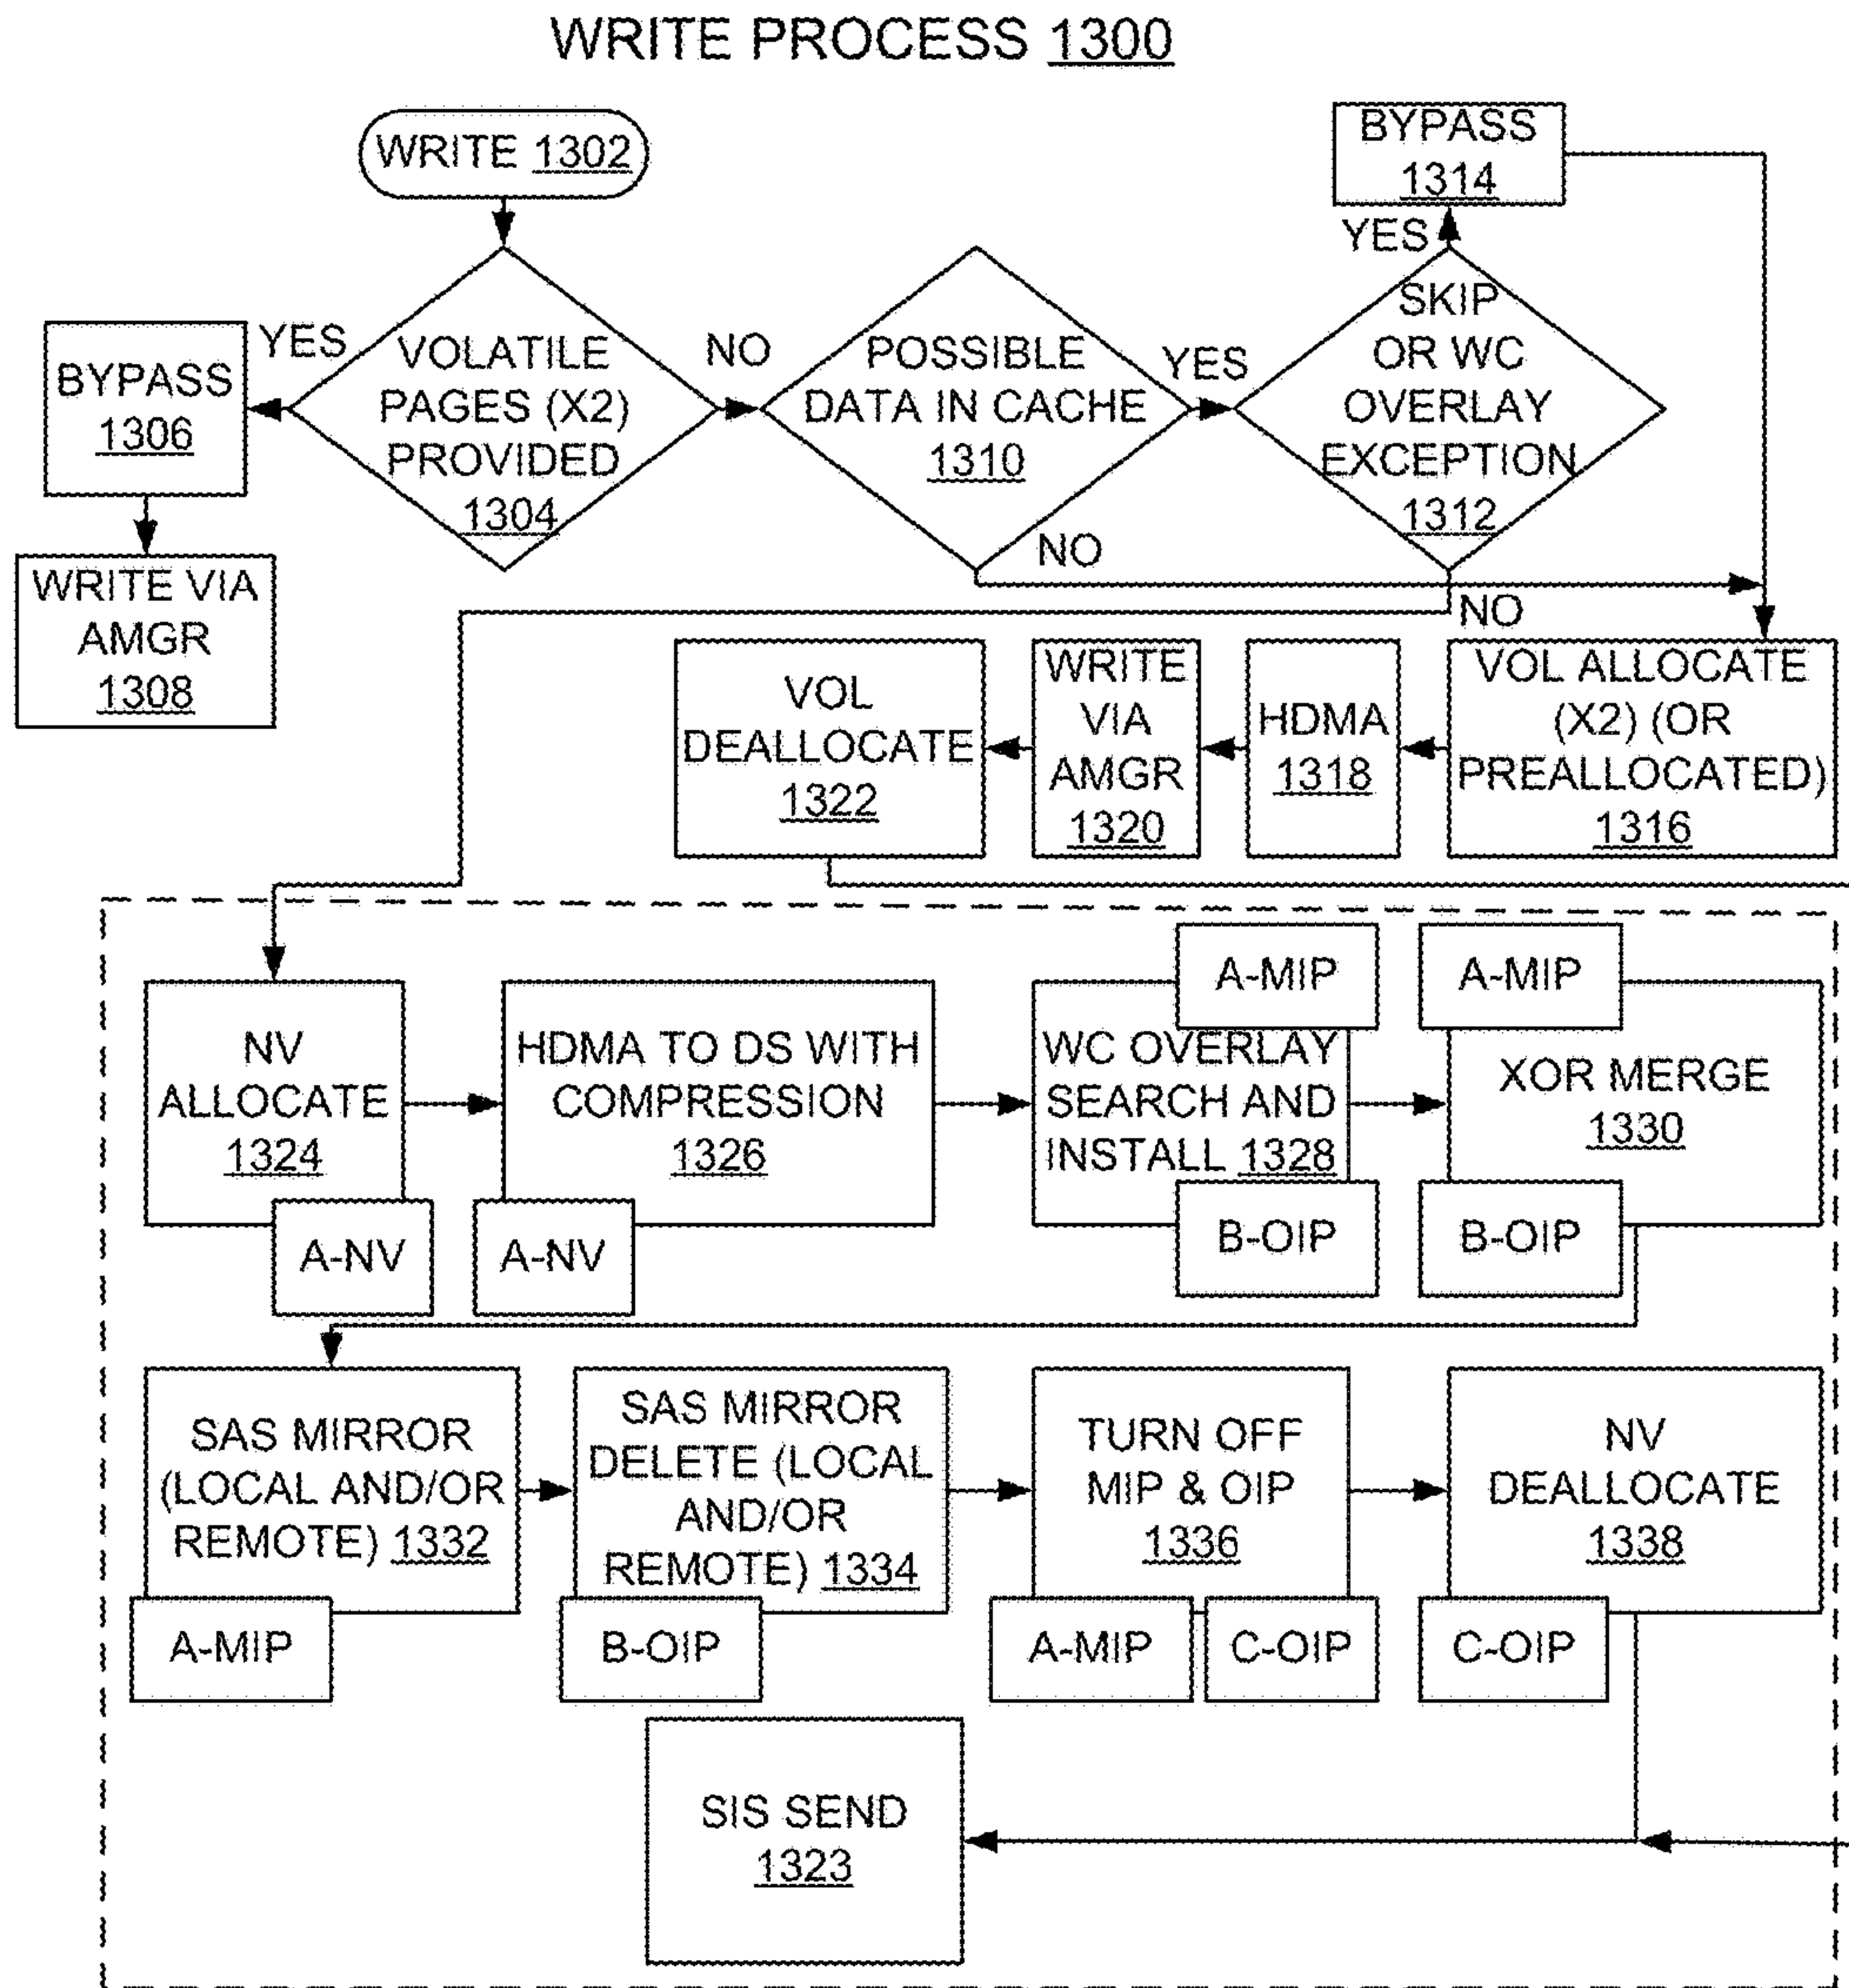 WRITE PROCESS 1300
WRITE 1302
BYPASS
1314
YES
YES
VOLATILE
PAGES (X2)
PROVIDED
1304
NO
POSSIBLE
DATA IN CACHE
1310
YES
SKIP
OR WC
OVERLAY
EXCEPTION
1312
BYPASS
1306
NO
NO
WRITE VIA
AMGR
1308
VOL
DEALLOCATE
1322
WRITE
VIA
AMGR
1320
HDMA
1318
VOL ALLOCATE
(X2) (OR
PREALLOCATED)
1316
NV
ALLOCATE
1324
A-NV
HDMA TO DS WITH
COMPRESSION
1326
A-NV
A-MIP
WC OVERLAY
SEARCH AND
INSTALL 1328
B-OIP
A-MIP
XOR MERGE
1330
B-OIP
SAS MIRROR
(LOCAL AND/OR
REMOTE) 1332
A-MIP
SAS MIRROR
DELETE (LOCAL
AND/OR
REMOTE) 1334
B-OIP
TURN OFF
MIP & OIP
1336
A-MIP
C-OIP
NV
DEALLOCATE
1338
C-OIP
SIS SEND
1323